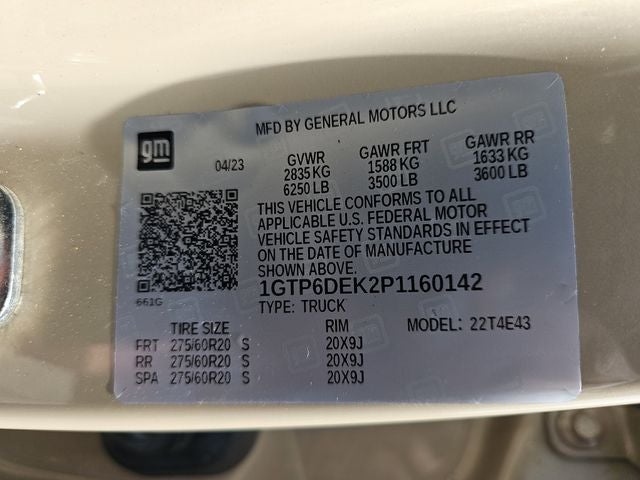 MFD BY GENERAL MOTORS LLC
gm
04/23
GVWR GAWR FRT GAWR RR
2835 KG 1588 KG 1633 KG
6250 LB 3500 LB 3600 LB
THIS VEHICLE CONFORMS TO ALL
APPLICABLE U.S. FEDERAL MOTOR
VEHICLE SAFETY STANDARDS IN EFFECT
ON THE DATE OF MANUFACTURE
SHOWN ABOVE.
661G
1GTP6DEK2P1160142
TYPE: TRUCK
TIRE SIZE RIM MODEL: 22T4E43
FRT 275/60R20 S 20X9J
RR 275/60R20 S 20X9J
SPA 275/60R20 S 20X9J